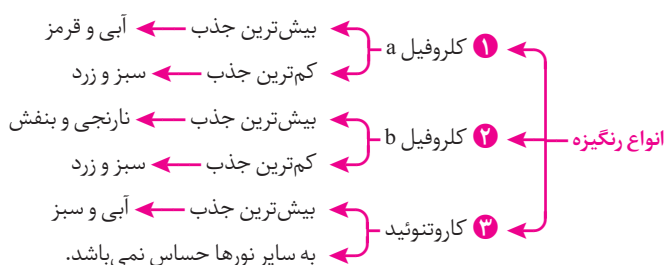 انواع رنگیزه
۱ کلروفیل a
بیش‌ترین جذب
آبی و قرمز
کم‌ترین جذب
سبز و زرد
۲ کلروفیل b
بیش‌ترین جذب
نارنجی و بنفش
کم‌ترین جذب
سبز و زرد
۳ کاروتنوئید
بیش‌ترین جذب
آبی و سبز
به سایر نورها حساس نمی‌باشد.